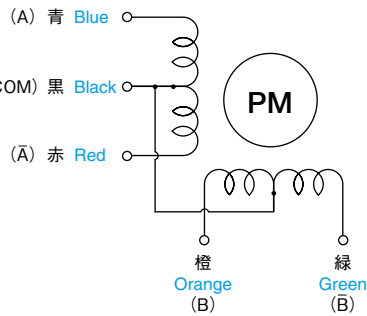 (A) 青 Blue
COM) 黒 Black
PM
(Ā) 赤 Red
橙 緑
Orange Green
(B) (B̄)